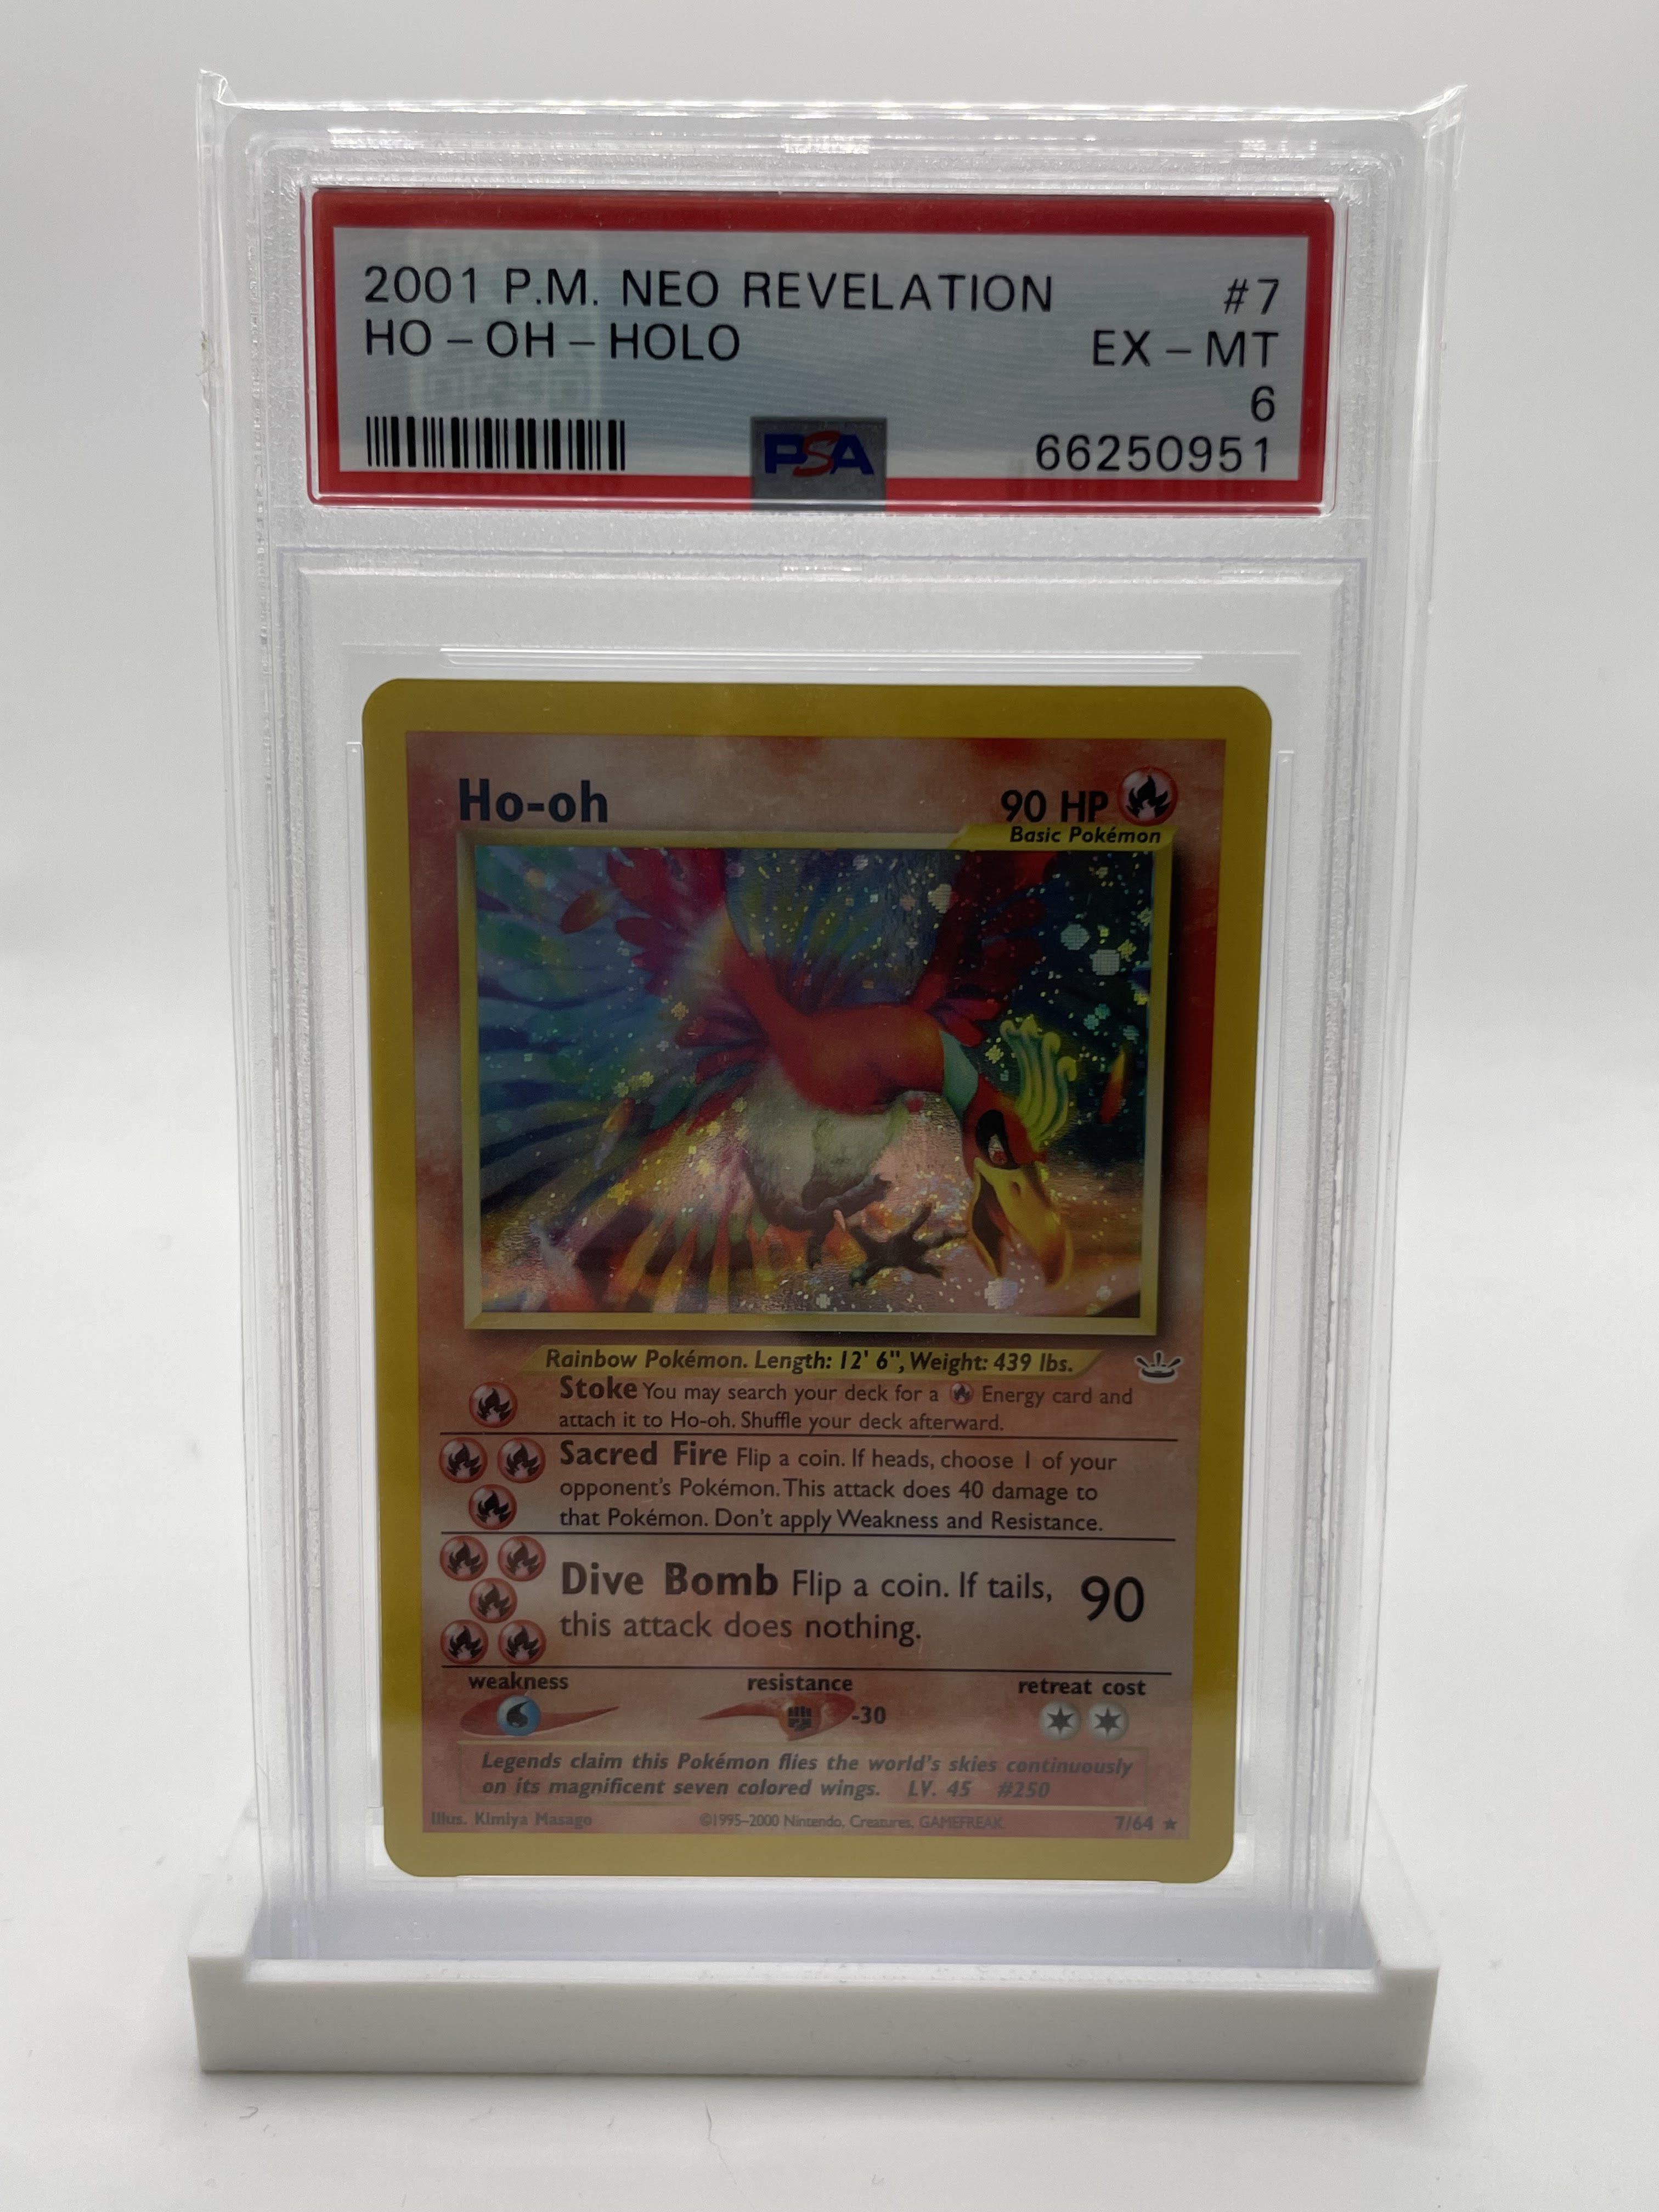 2001 P.M. NEO REVELATION #7
HO - OH - HOLO EX - MT
6
PSA 66250951
Ho-oh 90 HP
Basic Pokémon
Rainbow Pokémon. Length: 12' 6", Weight: 439 lbs.
Stoke You may search your deck for a Energy card and
attach it to Ho-oh. Shuffle your deck afterward.
Sacred Fire Flip a coin. If heads, choose 1 of your
opponent's Pokémon. This attack does 40 damage to
that Pokémon. Don't apply Weakness and Resistance.
Dive Bomb Flip a coin. If tails, 90
this attack does nothing.
weakness resistance retreat cost
-30
Legends claim this Pokémon flies the world's skies continuously
on its magnificent seven colored wings. LV. 45 #250
Illus. Kimiya Masago ©1995-2000 Nintendo, Creatures, GAMEFREAK. 7/64 ★